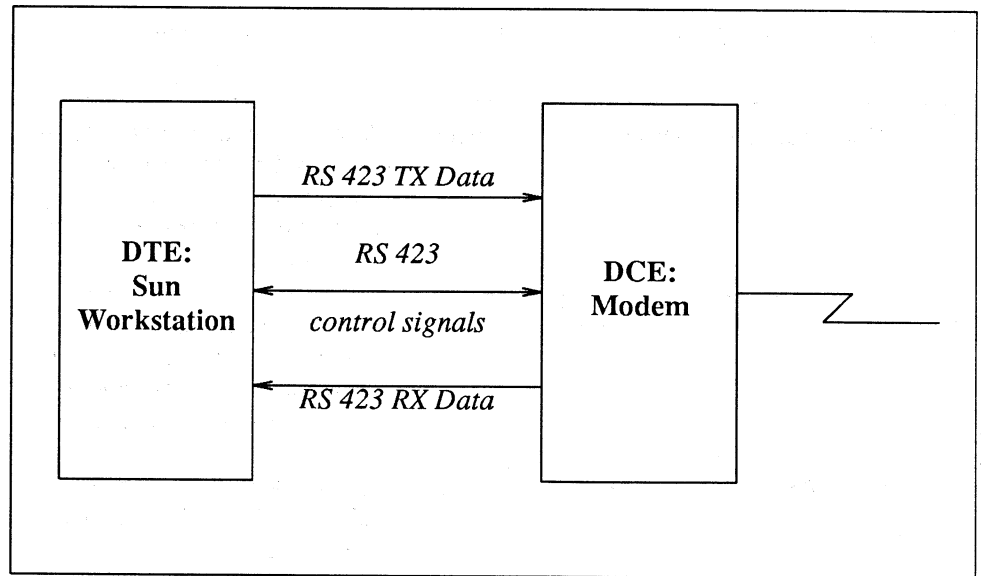 RS 423 TX Data
DTE:
Sun
Workstation
RS 423
control signals
RS 423 RX Data
DCE:
Modem